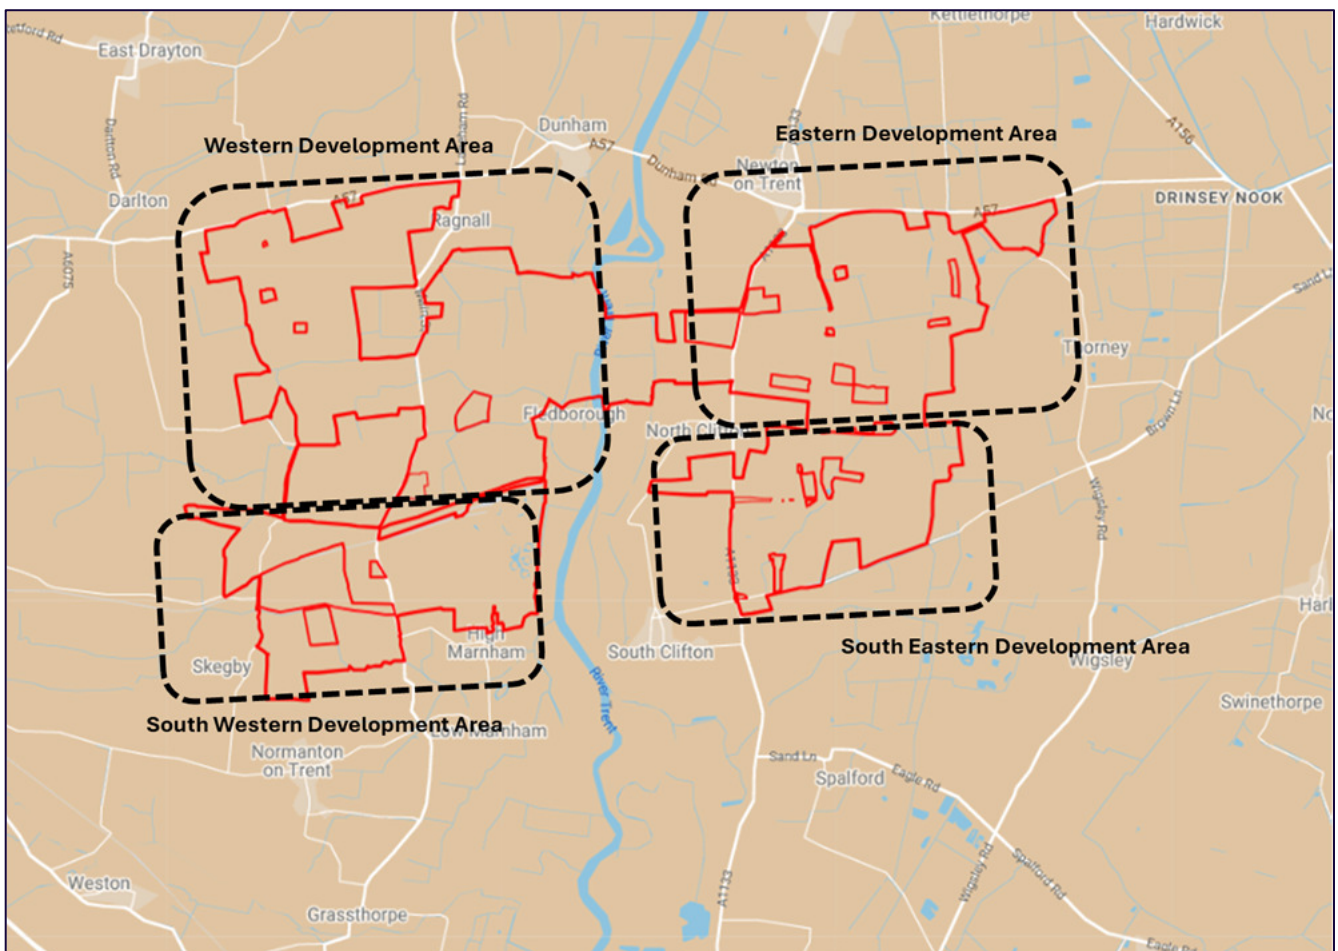 Kettlethorpe
Hardwick
East Drayton
Darlton Rd
A156
Dunham
A57
Eastern Development Area
Western Development Area
Dunham Rd
Newton
on Trent
Darlton
A57
DRINSEY NOOK
Ragnall
A57
A6075
Thorney
Brown Ln
Fledborough
North Clifton
Wigsley Rd
A1133
High
Marnham
South Clifton
South Eastern Development Area
Skegby
Wigsley
River Trent
Swinethorpe
South Western Development Area
Low Marnham
Normanton
on Trent
Sand Ln
Spalford
Eagle Rd
Wigsley Rd
Spalford Rd
Weston
A1133
Grassthorpe
Eagle Rd